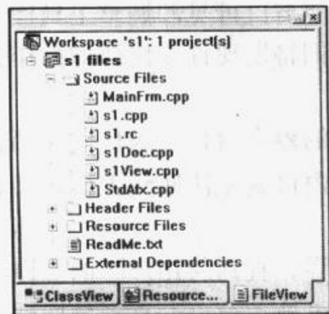 Workspace 's1': 1 project(s)
s1 files
Source Files
MainFrm.cpp
s1.cpp
s1.rc
s1Doc.cpp
s1View.cpp
StdAfx.cpp
Header Files
Resource Files
ReadMe.txt
External Dependencies
ClassView
Resource...
FileView